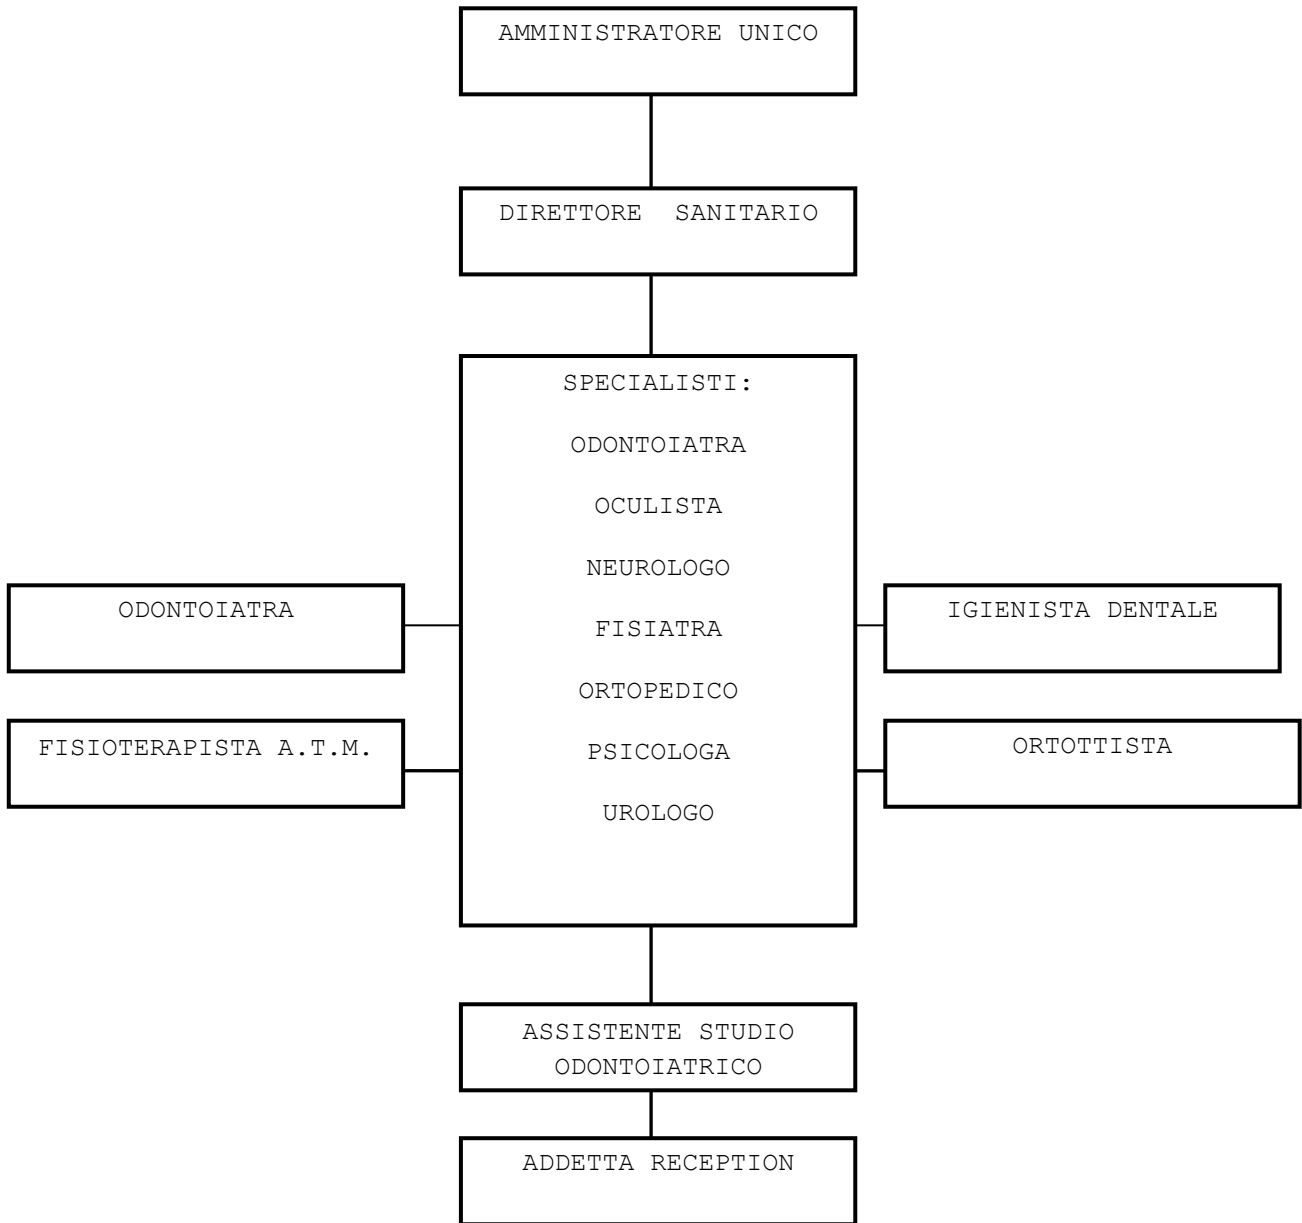 AMMINISTRATORE UNICO
DIRETTORE  SANITARIO
SPECIALISTI:
ODONTOIATRA
OCULISTA
NEUROLOGO
FISIATRA
ORTOPEDICO
PSICOLOGA
UROLOGO
ODONTOIATRA
FISIOTERAPISTA A.T.M.
IGIENISTA DENTALE
ORTOTTISTA
ASSISTENTE STUDIO
ODONTOIATRICO
ADDETTA RECEPTION